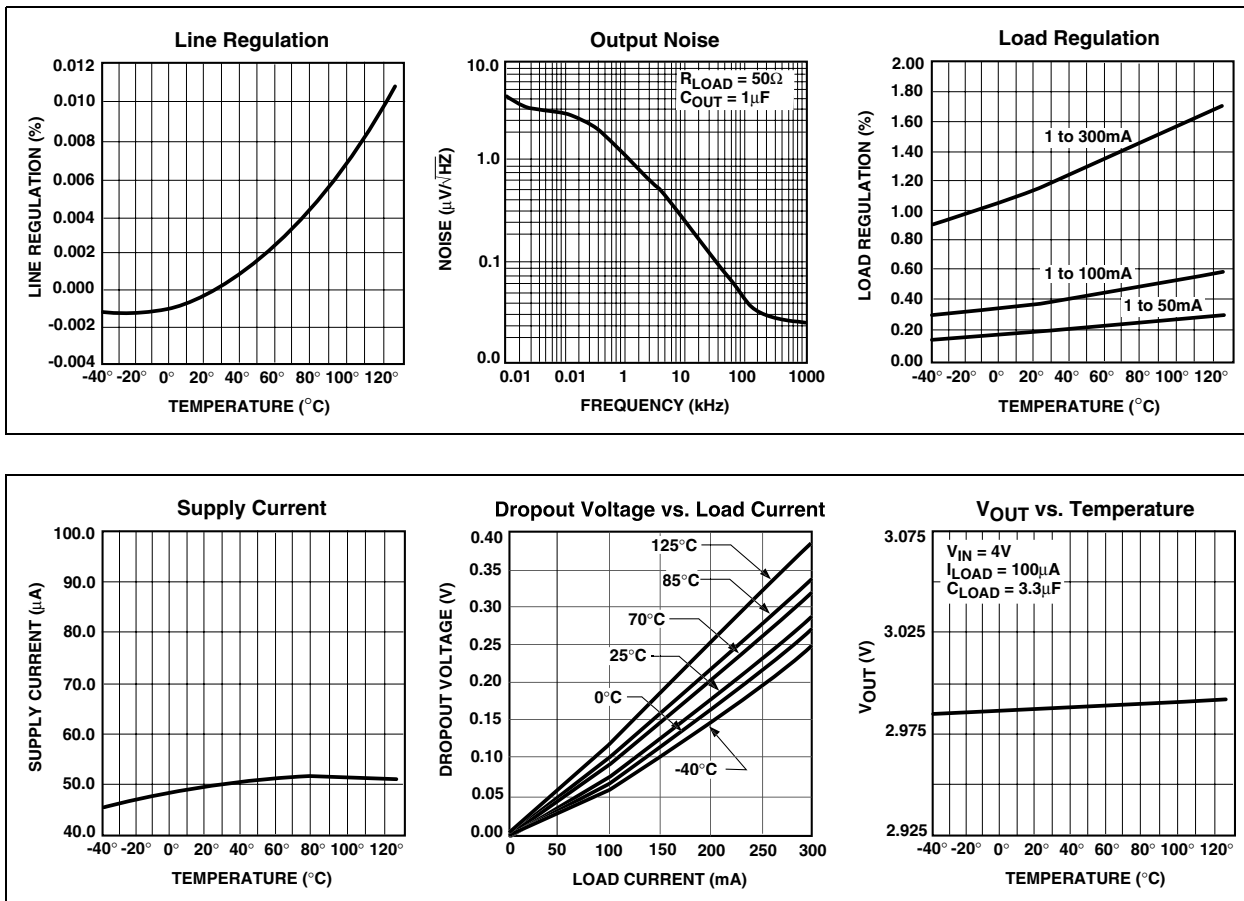 Line Regulation
0.012
0.010
0.008
0.006
0.004
0.002
0.000
-0.002
-0.004
LINE REGULATION (%)
-40° -20° 0° 20° 40° 60° 80° 100° 120°
TEMPERATURE (°C)
Output Noise
10.0
1.0
0.1
0.0
NOISE (μV/√HZ)
RLOAD = 50Ω
COUT = 1μF
0.01 0.01 1 10 100 1000
FREQUENCY (kHz)
Load Regulation
2.00
1.80
1.60
1.40
1.20
1.00
0.80
0.60
0.40
0.20
0.00
LOAD REGULATION (%)
1 to 300mA
1 to 100mA
1 to 50mA
-40° -20° 0° 20° 40° 60° 80° 100° 120°
TEMPERATURE (°C)
Supply Current
100.0
90.0
80.0
70.0
60.0
50.0
40.0
SUPPLY CURRENT (μA)
-40° -20° 0° 20° 40° 60° 80° 100° 120°
TEMPERATURE (°C)
Dropout Voltage vs. Load Current
0.40
0.35
0.30
0.25
0.20
0.15
0.10
0.05
0.00
DROPOUT VOLTAGE (V)
125°C
85°C
70°C
25°C
0°C
-40°C
0 50 100 150 200 250 300
LOAD CURRENT (mA)
VOUT vs. Temperature
3.075
3.025
2.975
2.925
VOUT (V)
VIN = 4V
ILOAD = 100μA
CLOAD = 3.3μF
-40° -20° 0° 20° 40° 60° 80° 100° 120°
TEMPERATURE (°C)